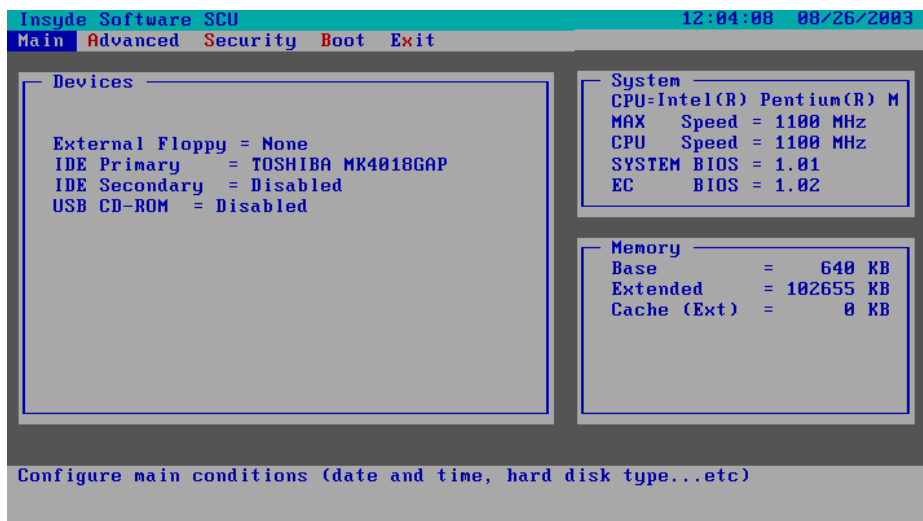 Insyde Software SCU 12:04:08 08/26/2003
Main Advanced Security Boot Exit
Devices
External Floppy = None
IDE Primary = TOSHIBA MK4018GAP
IDE Secondary = Disabled
USB CD-ROM = Disabled
System
CPU=Intel(R) Pentium(R) M
MAX Speed = 1100 MHz
CPU Speed = 1100 MHz
SYSTEM BIOS = 1.01
EC BIOS = 1.02
Memory
Base = 640 KB
Extended = 102655 KB
Cache (Ext) = 0 KB
Configure main conditions (date and time, hard disk type...etc)